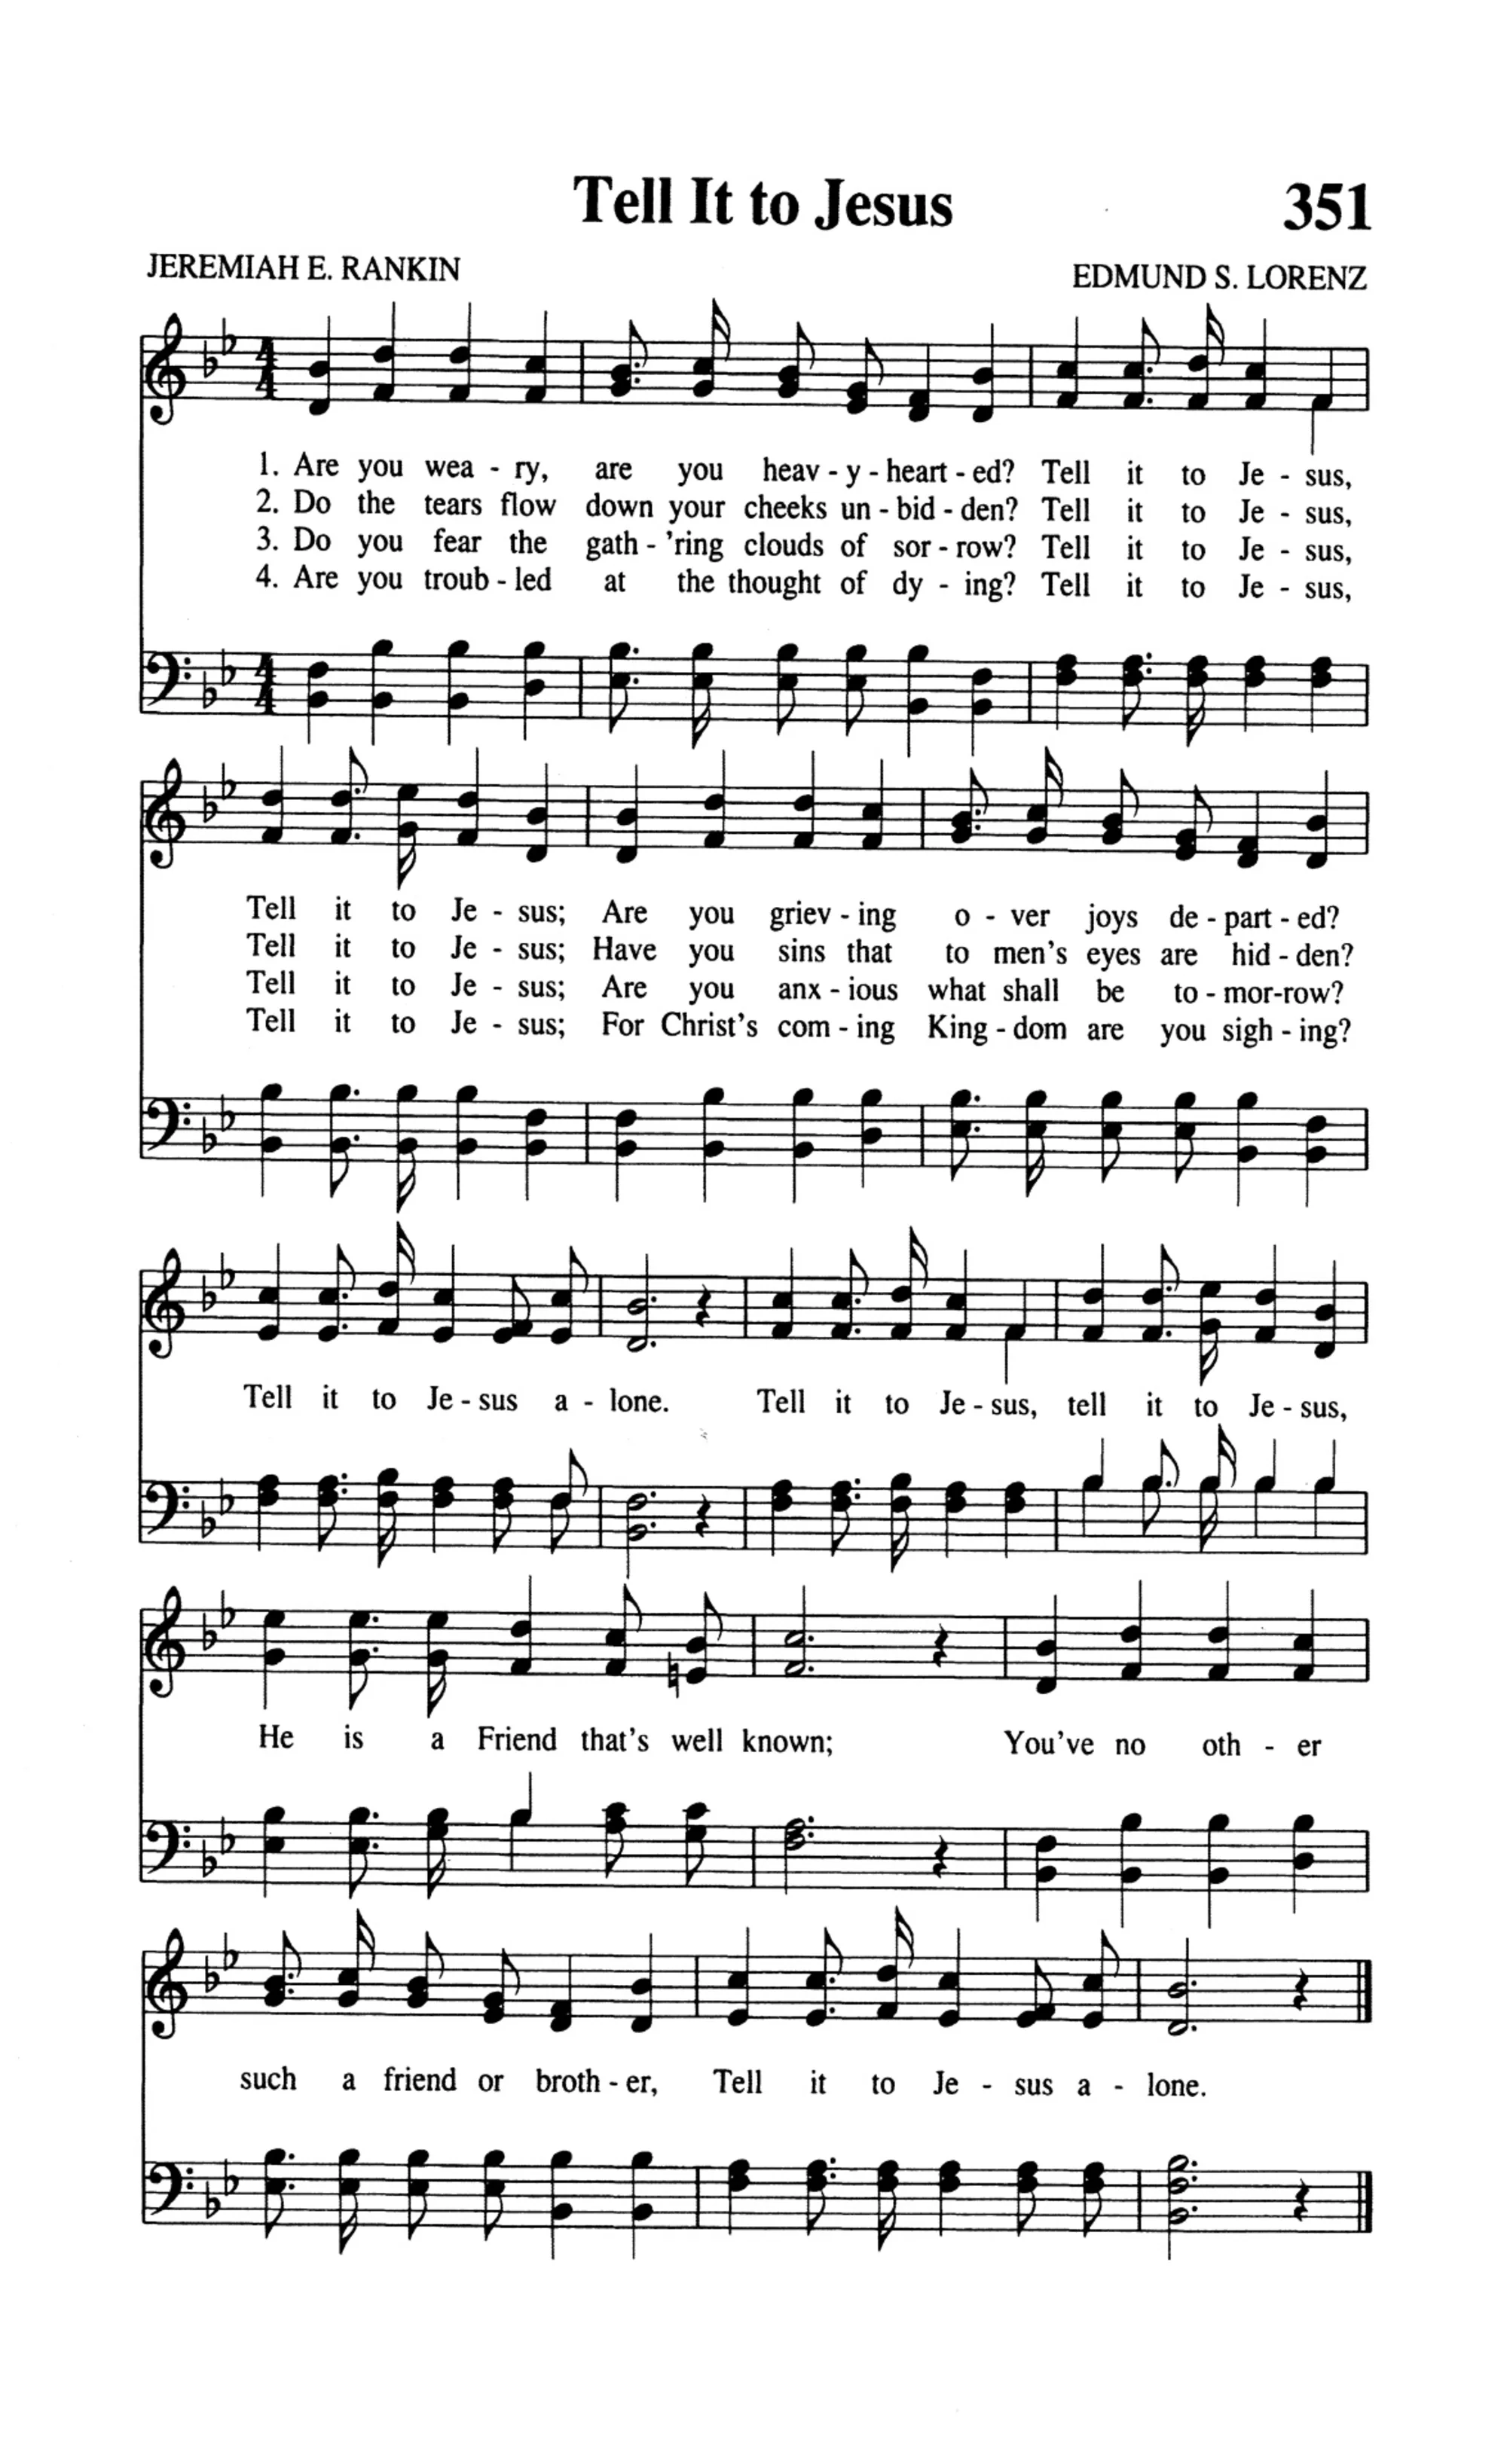 Tell It to Jesus 351
JEREMIAH E. RANKIN EDMUND S. LORENZ
1. Are you wea - ry, are you heav - y - heart - ed? Tell it to Je - sus,
2. Do the tears flow down your cheeks un - bid - den? Tell it to Je - sus,
3. Do you fear the gath - 'ring clouds of sor - row? Tell it to Je - sus,
4. Are you troub - led at the thought of dy - ing? Tell it to Je - sus,
Tell it to Je - sus; Are you griev - ing o - ver joys de - part - ed?
Tell it to Je - sus; Have you sins that to men's eyes are hid - den?
Tell it to Je - sus; Are you anx - ious what shall be to - mor-row?
Tell it to Je - sus; For Christ's com - ing King - dom are you sigh - ing?
Tell it to Je - sus a - lone. Tell it to Je - sus, tell it to Je - sus,
He is a Friend that's well known; You've no oth - er
such a friend or broth - er, Tell it to Je - sus a - lone.